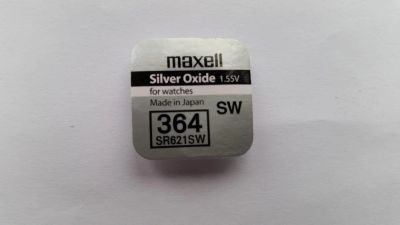 maxell
Silver Oxide 1.55V
for watches
Made in Japan
SW
364
SR621SW